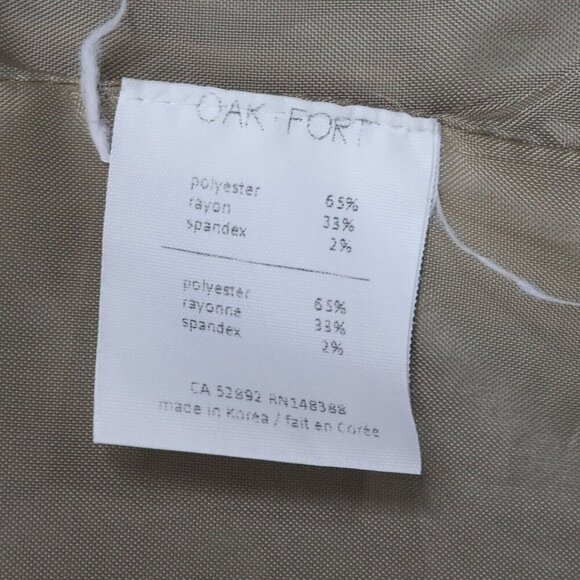 OAK + FORT
polyester 65%
rayon 33%
spandex 2%
polyester 65%
rayonne 33%
spandex 2%
CA 52892 RN148388
made in Korea / fait en Corée